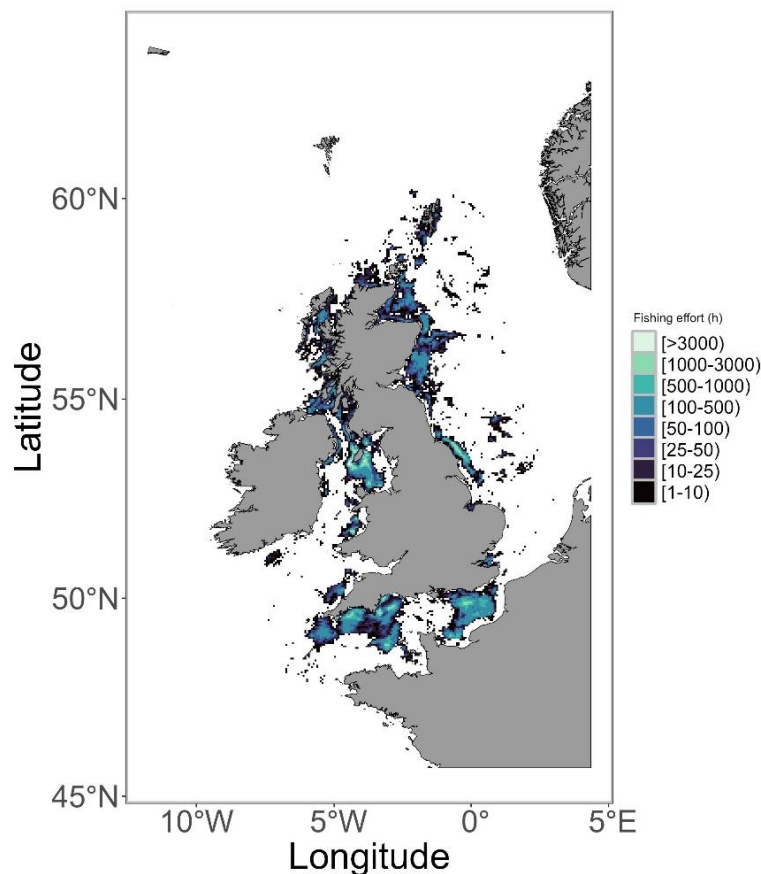 60°N
55°N
50°N
45°N
Latitude
10°W
5°W
0°
5°E
Longitude
Fishing effort (h)
[>3000)
[1000-3000)
[500-1000)
[100-500)
[50-100)
[25-50)
[10-25)
[1-10)